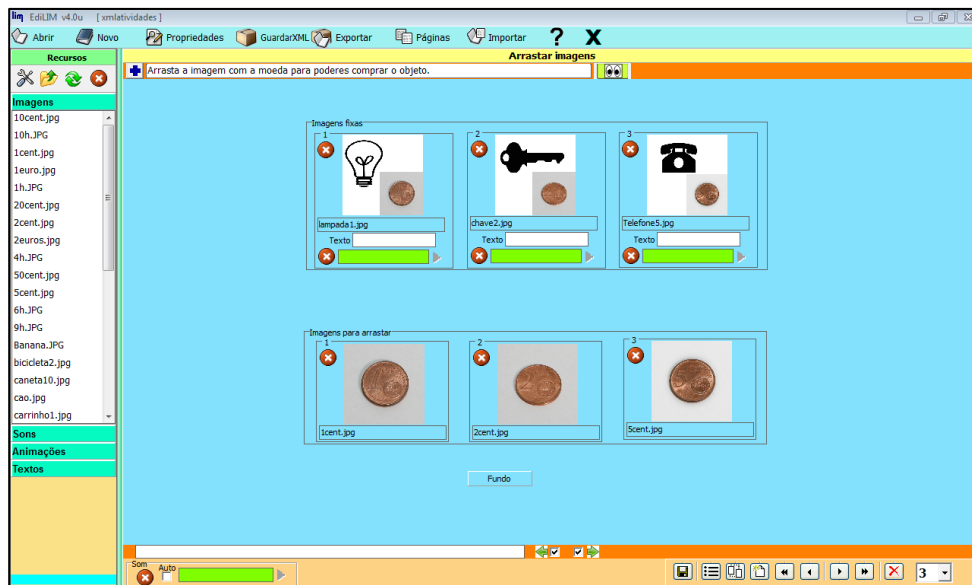 lim EdiLIM v4.0u [ xmlatividades ]
Abrir Novo Propriedades GuardarXML Exportar Páginas Importar ? X
Recursos
Arrastar imagens
Arrasta a imagem com a moeda para poderes comprar o objeto.
Imagens
10cent.jpg
10h.JPG
1cent.jpg
1euro.jpg
1h.JPG
20cent.jpg
2cent.jpg
2euros.jpg
4h.JPG
50cent.jpg
5cent.jpg
6h.JPG
9h.JPG
Banana.JPG
bicicleta2.jpg
caneta10.jpg
cao.jpg
carrinho1.jpg
Sons
Animações
Textos
Imagens fixas
1 2 3
lampada1.jpg chave2.jpg Telefone5.jpg
Texto Texto Texto
Imagens para arrastar
1 2 3
1cent.jpg 2cent.jpg 5cent.jpg
Fundo
Som Auto
3